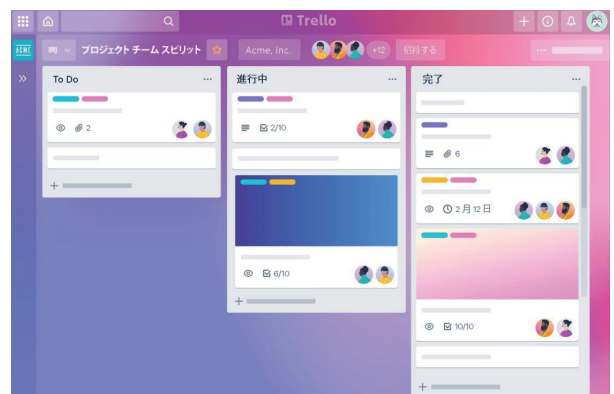 Trello
ACME
プロジェクト チーム スピリット
Acme, Inc.
+12
招待する
To Do
2
進行中
2/10
6/10
完了
6
2月12日
10/10